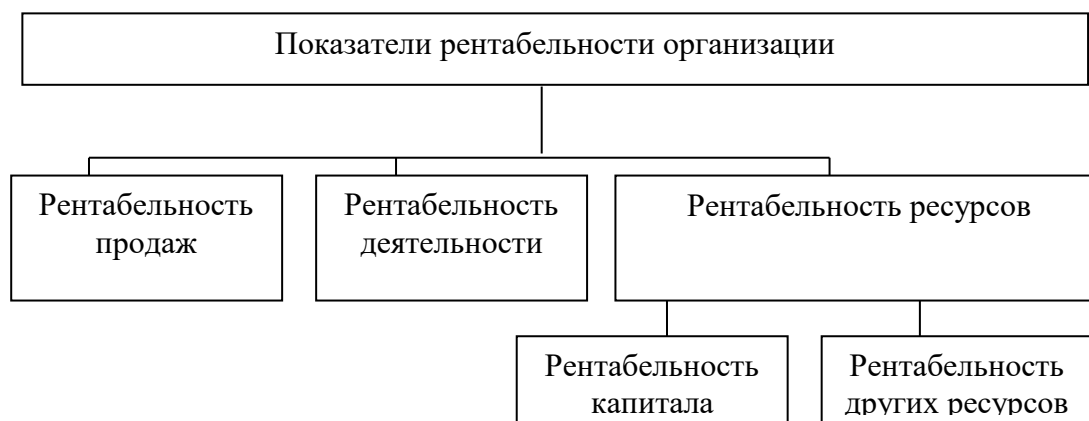 Показатели рентабельности организации
Рентабельность
продаж
Рентабельность
деятельности
Рентабельность ресурсов
Рентабельность
капитала
Рентабельность
других ресурсов